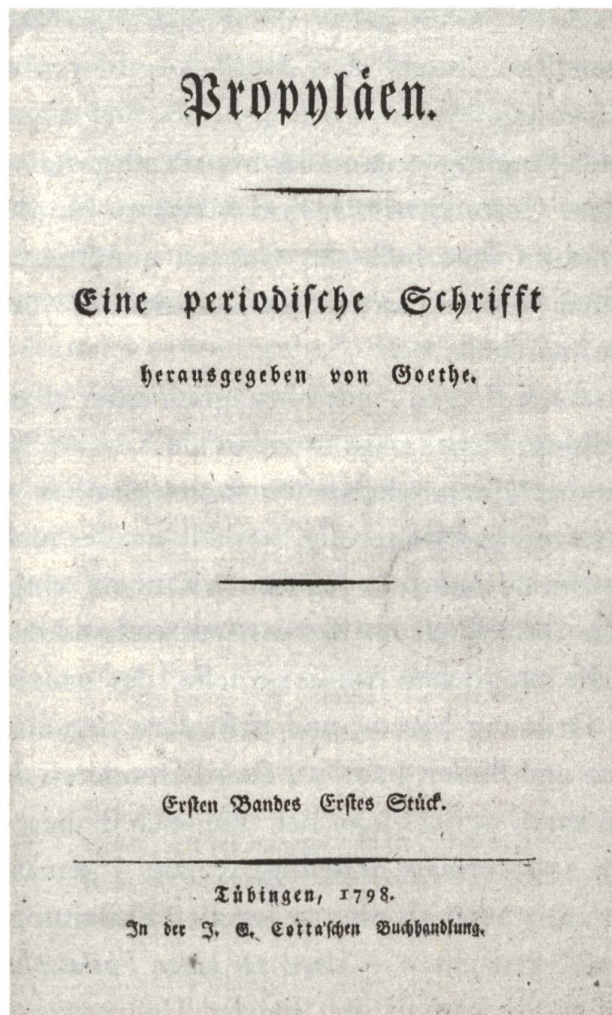 Propyläen.
Eine periodische Schrifft
herausgegeben von Goethe.
Ersten Bandes Erstes Stück.
Tübingen, 1798.
In der J. G. Cotta'schen Buchhandlung.